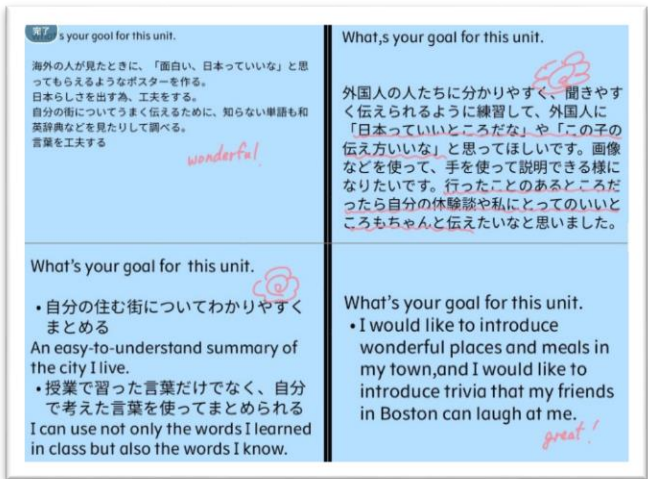 完了
What's your gool for this unit.
海外の人が見たときに、「面白い、日本っていいな」と思
ってもらえるようなポスターを作る。
日本らしさを出す為、工夫をする。
自分の街についてうまく伝えるために、知らない単語も和
英辞典などを見たりして調べる。
言葉を工夫する
wonderful
What,s your goal for this unit.
外国人の人たちに分かりやすく、聞きやす
く伝えられるように練習して、外国人に
「日本っていいところだな」や「この子の
伝え方いいな」と思ってほしいです。画像
などを使って、手を使って説明できる様に
なりたいです。行ったことのあるところだ
ったら自分の体験談や私にとってのいいと
ころもちゃんと伝えたいなと思いました。
What's your goal for this unit.
•自分の住む街についてわかりやすく
まとめる
An easy-to-understand summary of
the city I live.
•授業で習った言葉だけでなく、自分
で考えた言葉を使ってまとめられる
I can use not only the words I learned
in class but also the words I know.
What's your goal for this unit.
•I would like to introduce
wonderful places and meals in
my town,and I would like to
introduce trivia that my friends
in Boston can laugh at me.
great!